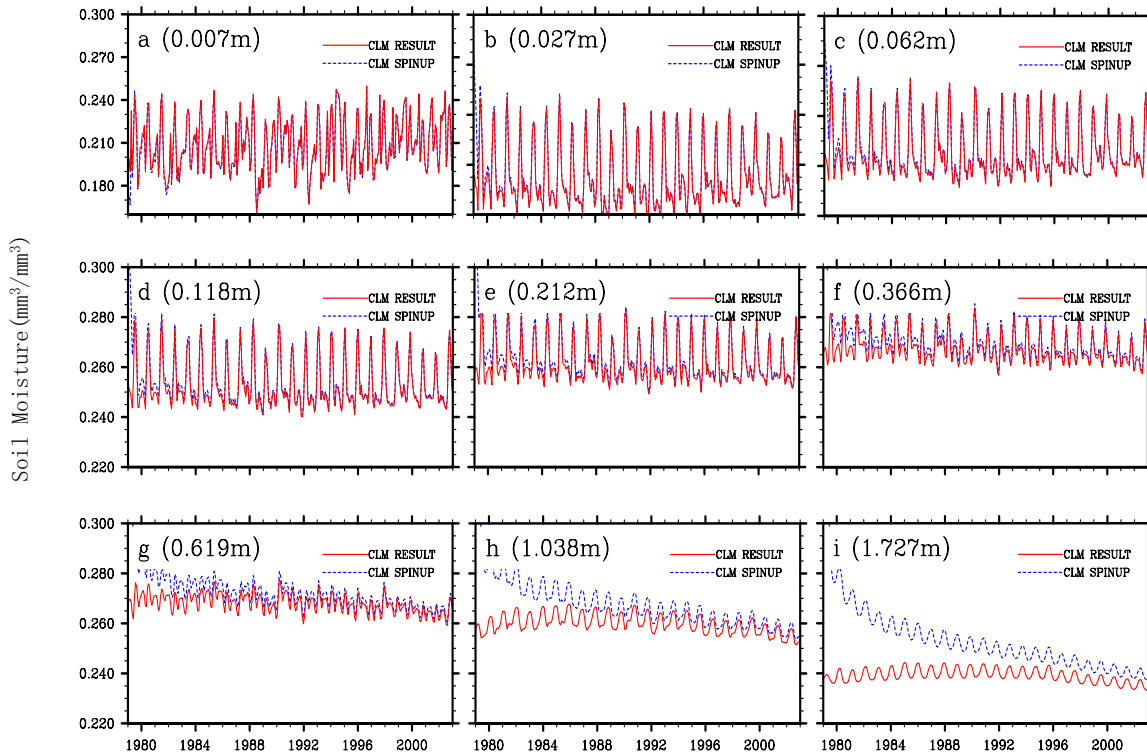 0.300
0.270
0.240
0.210
0.180
a (0.007m)
CLM RESULT
CLM SPINUP
b (0.027m)
CLM RESULT
CLM SPINUP
c (0.062m)
CLM RESULT
CLM SPINUP
Soil Moisture(mm³/mm³)
0.300
0.280
0.260
0.240
0.220
d (0.118m)
CLM RESULT
CLM SPINUP
e (0.212m)
CLM RESULT
CLM SPINUP
f (0.366m)
CLM RESULT
CLM SPINUP
0.300
0.280
0.260
0.240
0.220
g (0.619m)
CLM RESULT
CLM SPINUP
h (1.038m)
CLM RESULT
CLM SPINUP
i (1.727m)
CLM RESULT
CLM SPINUP
1980 1984 1988 1992 1996 2000
1980 1984 1988 1992 1996 2000
1980 1984 1988 1992 1996 2000